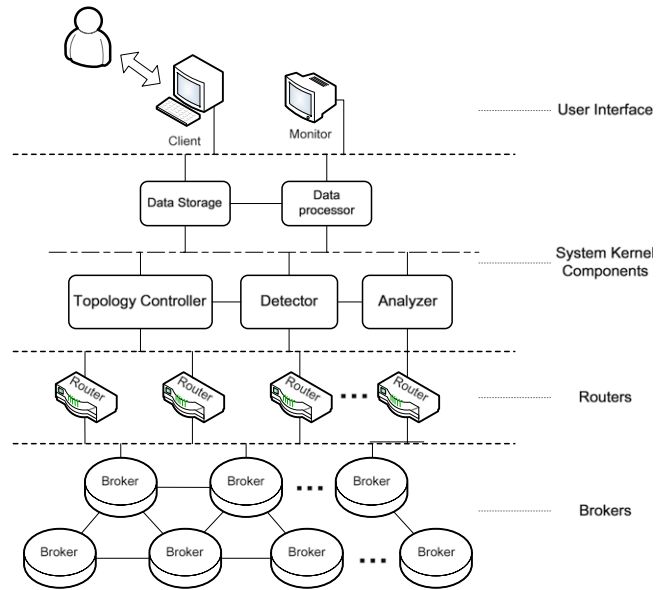 Client
Monitor
User Interface
Data Storage
Data
processor
System Kernel
Components
Topology Controller
Detector
Analyzer
Router
Router
Router
Router
Routers
Broker
Broker
Broker
Brokers
Broker
Broker
Broker
Broker